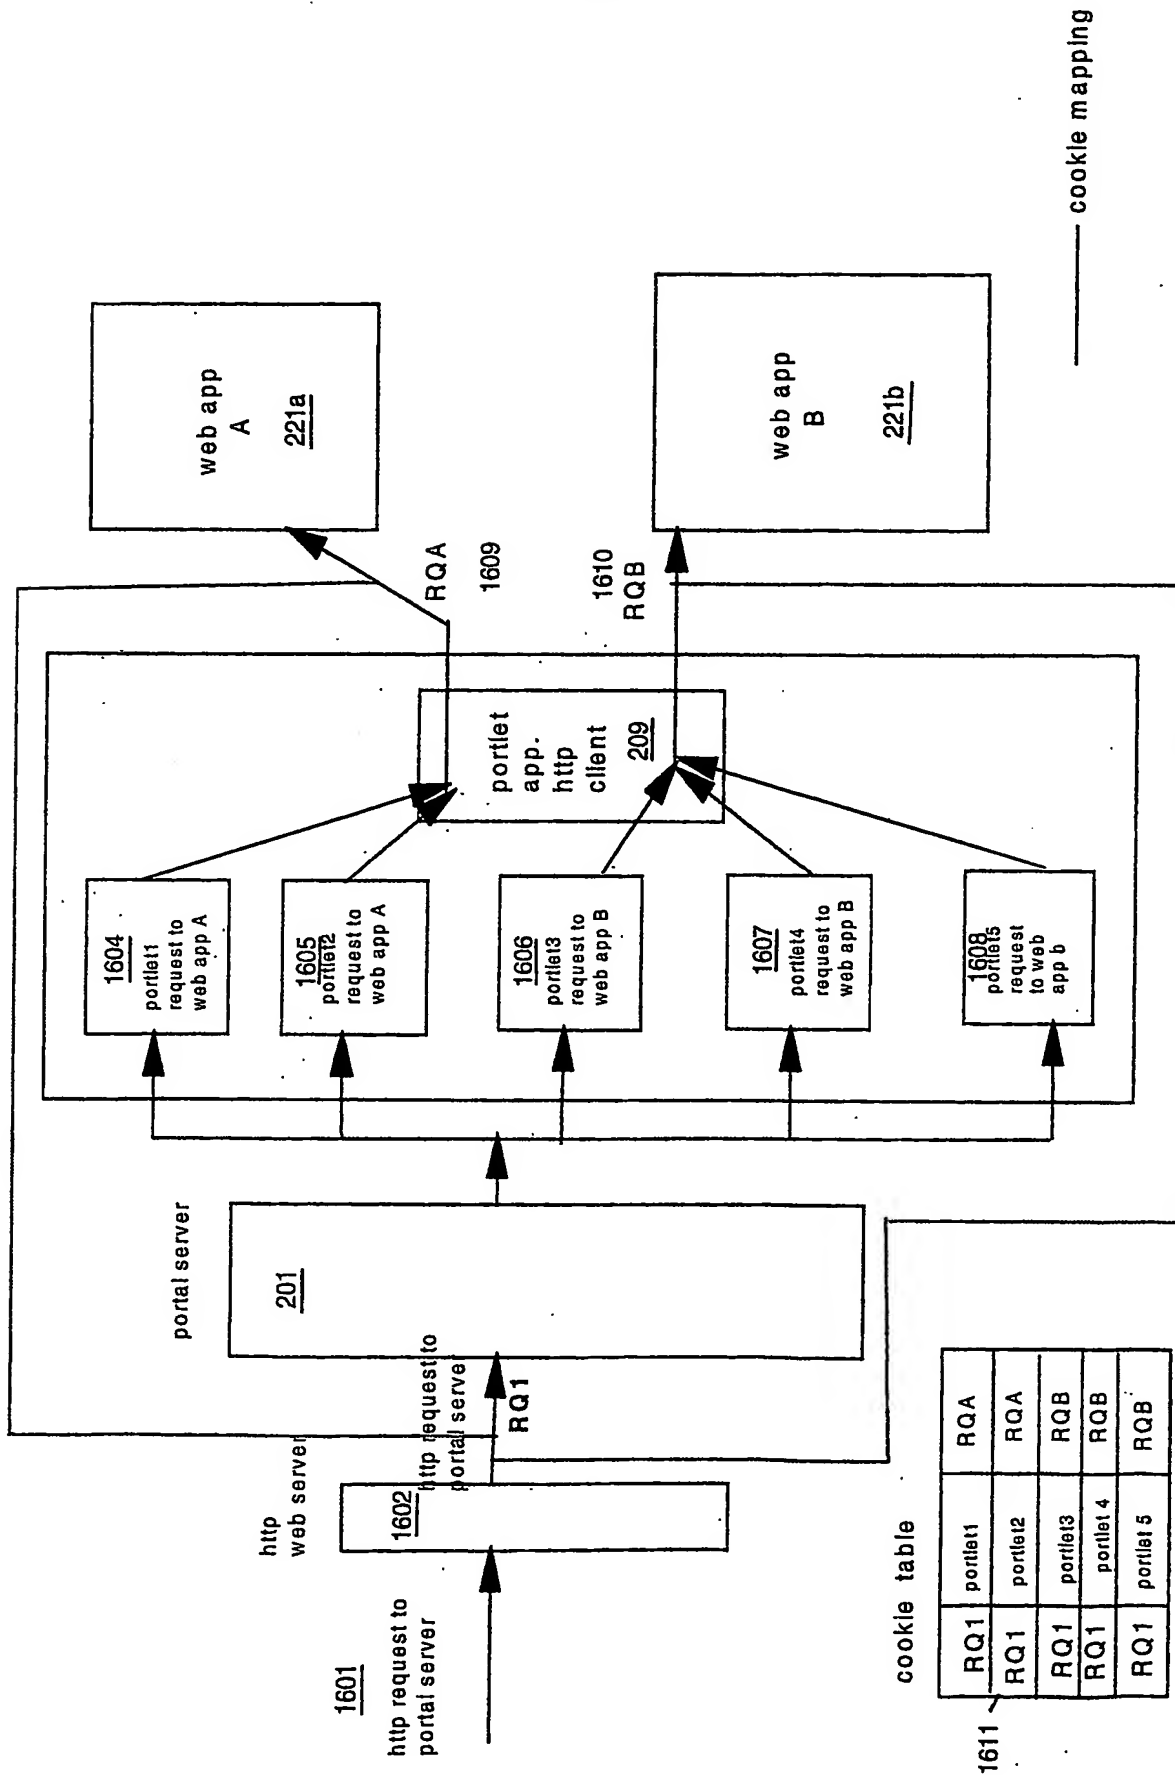 1601
http request to
portal server
http
web server
1602
http request to
portal serve
RQ1
portal server
201
1604
portlet1
request to
web app A
1605
portlet2
request to
web app A
1606
portlet3
request to
web app B
1607
portlet4
request to
web app B
1608
portlet5
request
to web
app b
portlet
app.
http
client
209
RQA
1609
1610
RQB
web app
A
221a
web app
B
221b
cookie mapping
cookie table
RQ1 portlet1 RQA
RQ1 portlet2 RQA
RQ1 portlet3 RQB
RQ1 portlet 4 RQB
RQ1 portlet 5 RQB
1611